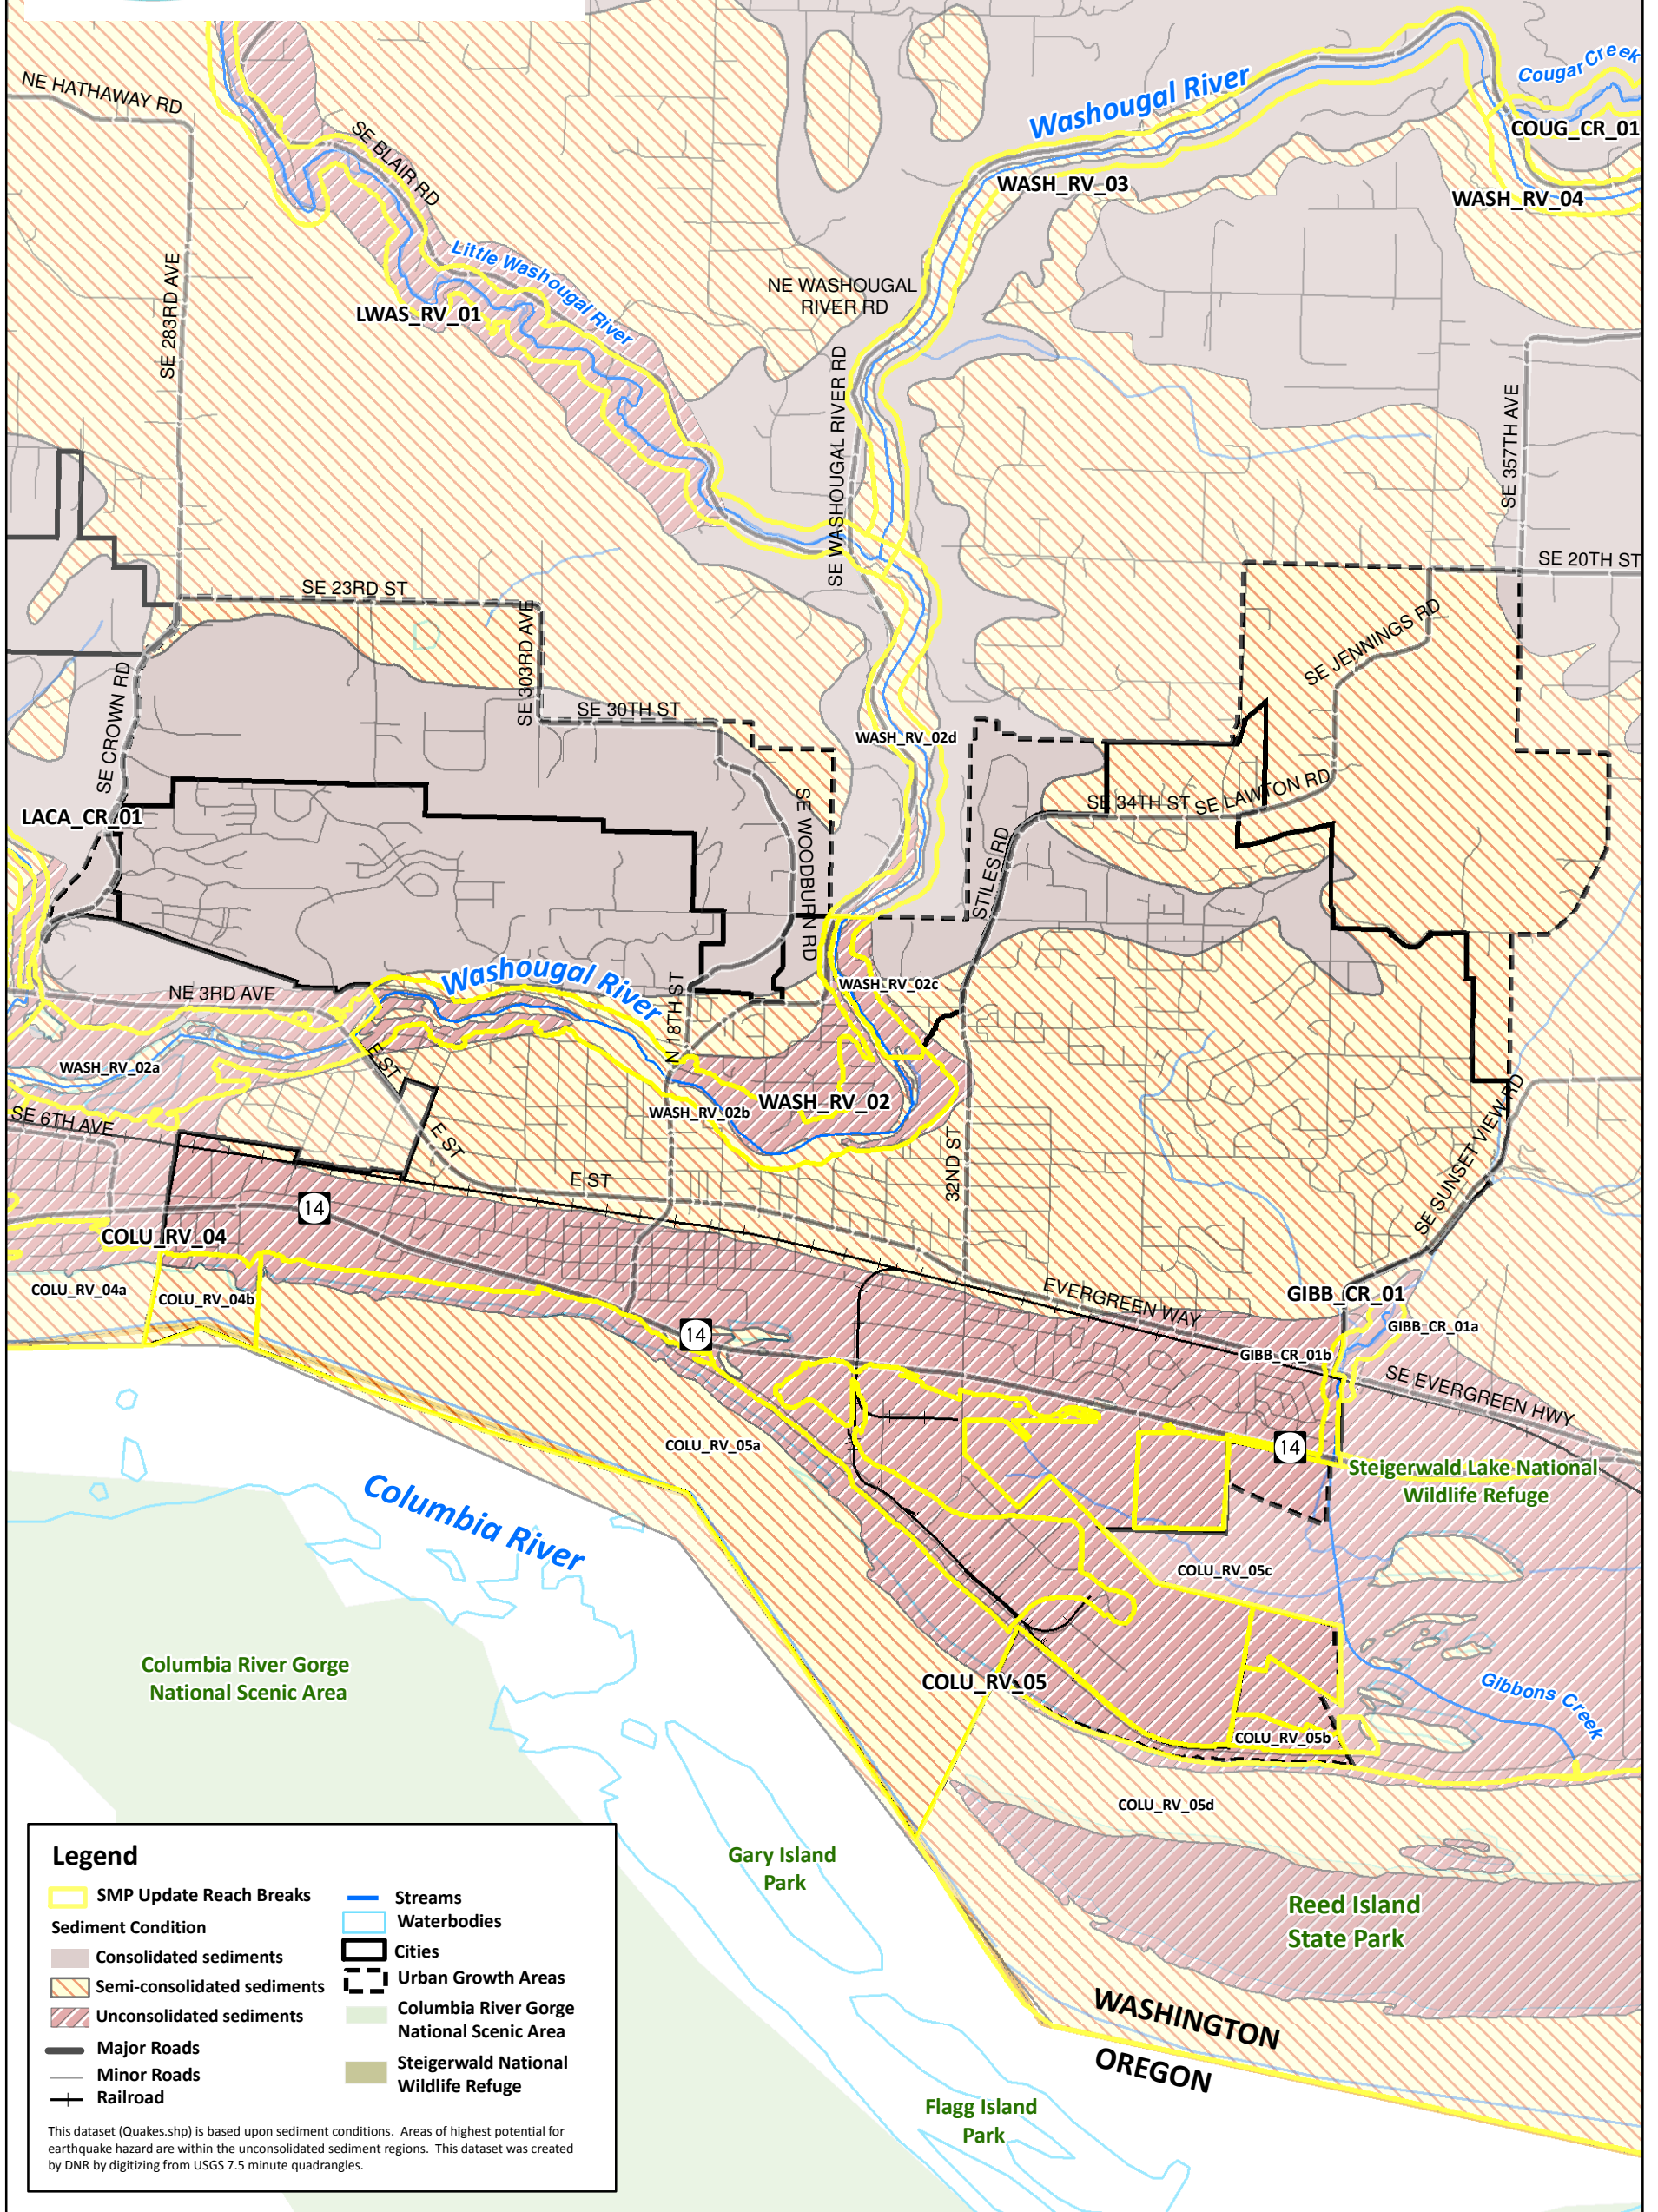 Cougar Creek
NE HATHAWAY RD
Washougal River
COUG_CR_01
SE BLAIR RD
WASH_RV_03
WASH_RV_04
Little Washougal River
SE 283RD AVE
NE WASHOUGAL
RIVER RD
LWAS_RV_01
SE WASHOUGAL RIVER RD
SE 357TH AVE
SE 20TH ST
SE 23RD ST
SE 303RD AVE
SE JENNINGS RD
SE CROWN RD
SE 30TH ST
WASH_RV_02d
SE WOODBURN RD
SE 34TH ST
SE LAWTON RD
LACA_CR_01
STILES RD
Washougal River
NE 3RD AVE
WASH_RV_02c
N 18TH ST
E ST
WASH_RV_02a
WASH_RV_02
WASH_RV_02b
SE 6TH AVE
E ST
E ST
32ND ST
SE SUNSET VIEW RD
14
COLU_RV_04
COLU_RV_04a
COLU_RV_04b
EVERGREEN WAY
GIBB_CR_01
GIBB_CR_01a
14
GIBB_CR_01b
SE EVERGREEN HWY
COLU_RV_05a
14
Steigerwald Lake National
Wildlife Refuge
Columbia River
COLU_RV_05c
Columbia River Gorge
National Scenic Area
COLU_RV_05
Gibbons Creek
COLU_RV_05b
COLU_RV_05d
Gary Island
Park
Reed Island
State Park
WASHINGTON
OREGON
Flagg Island
Park
Legend
SMP Update Reach Breaks
Sediment Condition
Consolidated sediments
Semi-consolidated sediments
Unconsolidated sediments
Major Roads
Minor Roads
Railroad
Streams
Waterbodies
Cities
Urban Growth Areas
Columbia River Gorge
National Scenic Area
Steigerwald National
Wildlife Refuge
This dataset (Quakes.shp) is based upon sediment conditions. Areas of highest potential for
earthquake hazard are within the unconsolidated sediment regions. This dataset was created
by DNR by digitizing from USGS 7.5 minute quadrangles.